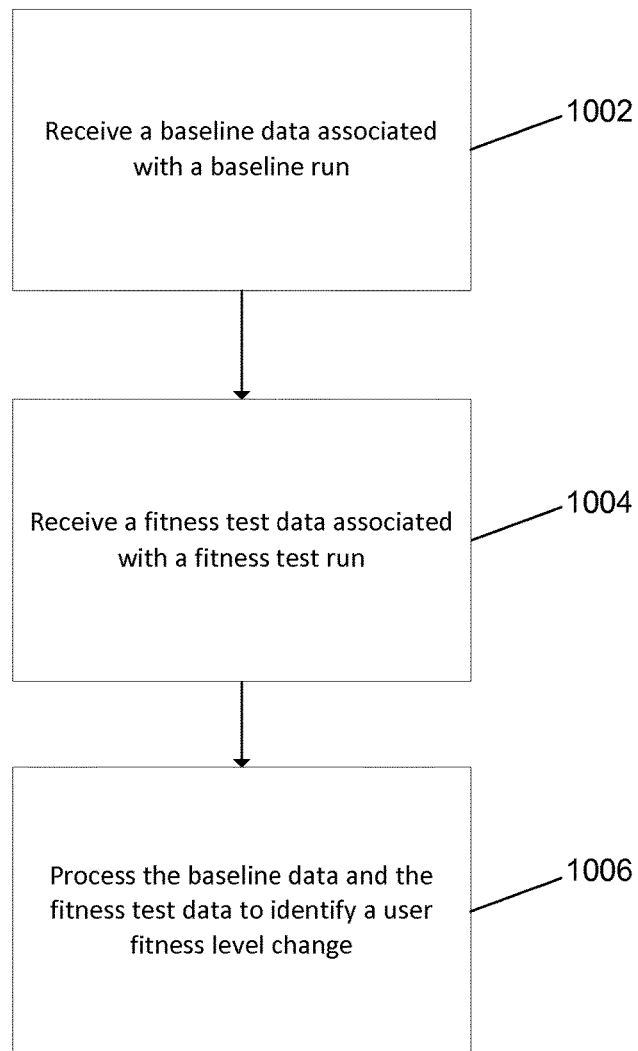 Receive a baseline data associated
with a baseline run
1002
Receive a fitness test data associated
with a fitness test run
1004
Process the baseline data and the
fitness test data to identify a user
fitness level change
1006